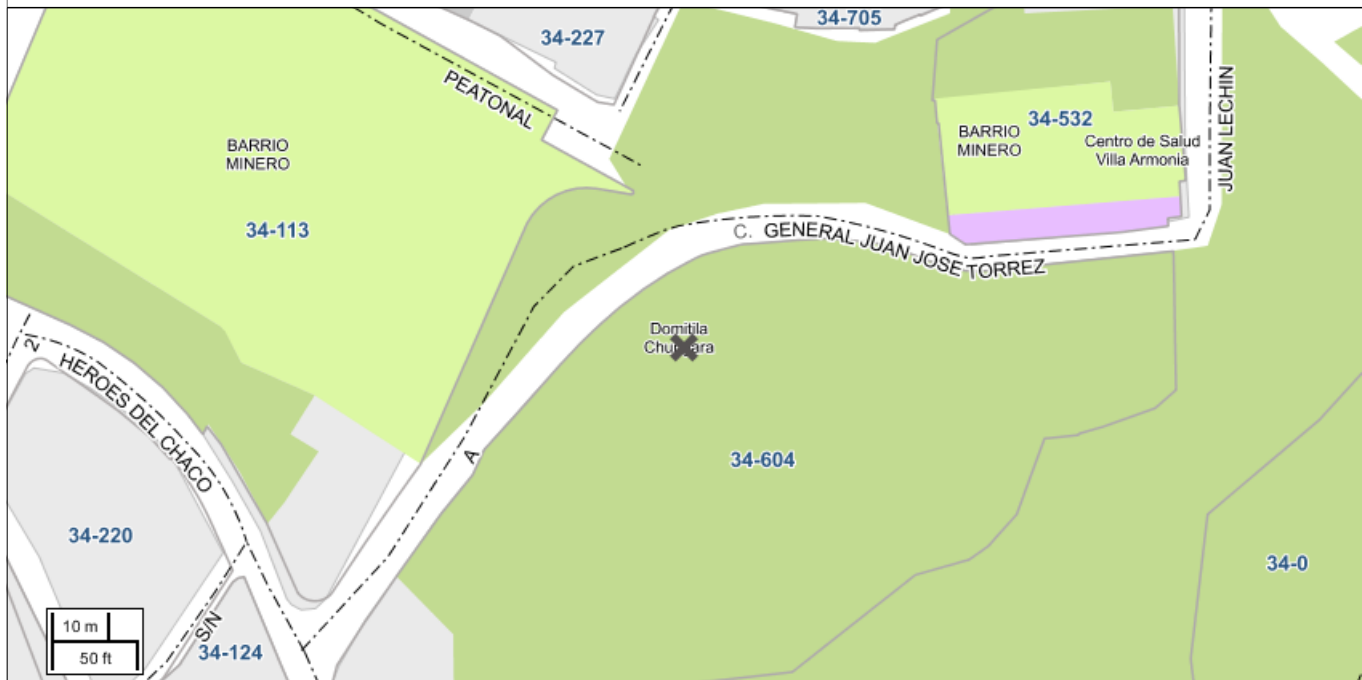 34-705
34-227
PEATONAL
JUAN LECHIN
34-532
BARRIO
MINERO
Centro de Salud
Villa Armonia
BARRIO
MINERO
34-113
C. GENERAL JUAN JOSE TORREZ
Domitila
2
HEROES DEL CHACO
A
34-604
34-220
34-0
10 m
50 ft
S/N
34-124